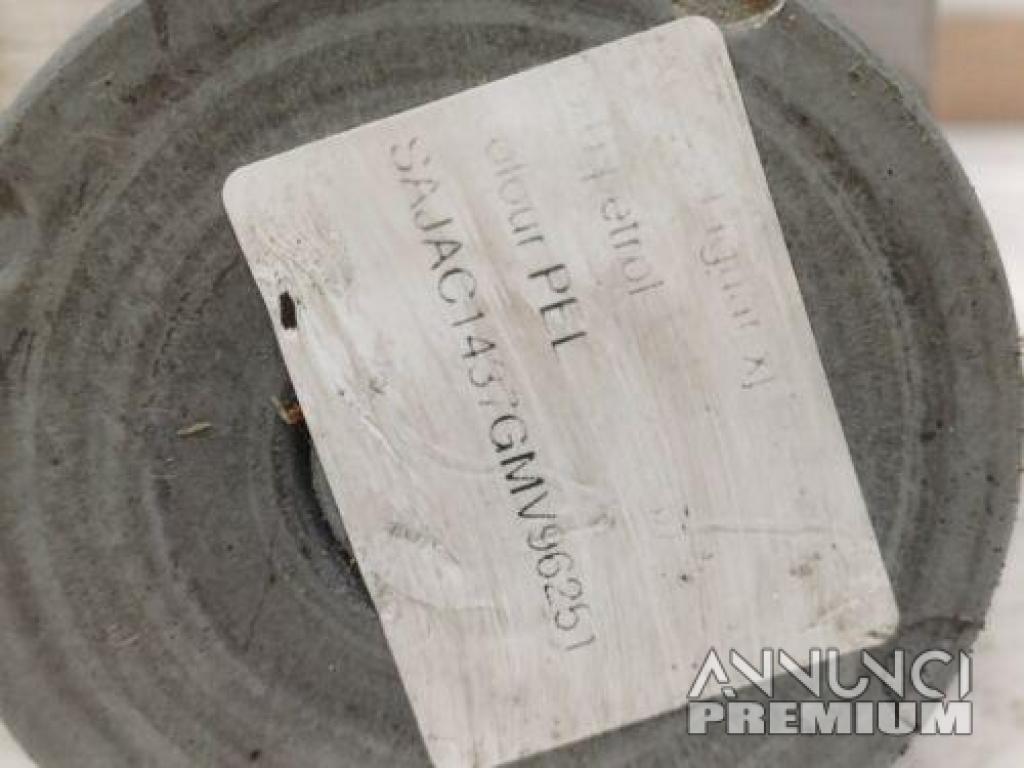 Jaguar xj
Petrol
olour PEL
SAJAC1437GMV96251
ANNUNCI
PREMIUM